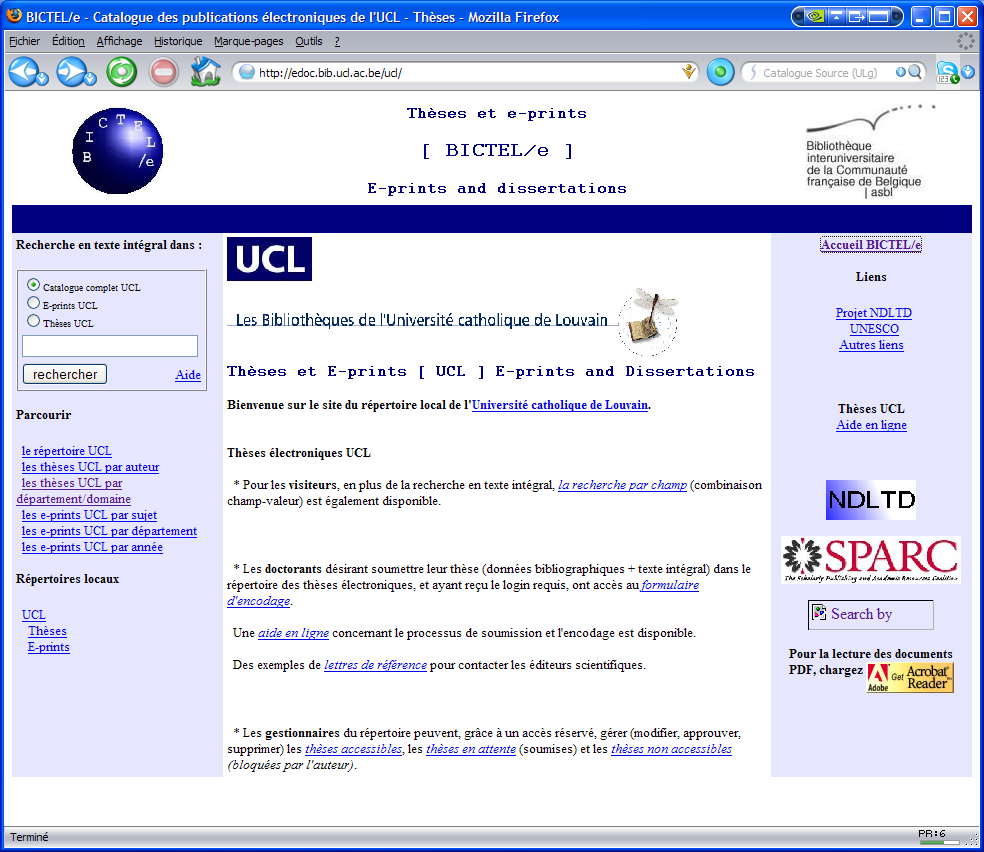 BICTEL/e - Catalogue des publications électroniques de l'UCL - Thèses - Mozilla Firefox
Fichier Édition Affichage Historique Marque-pages Outils ?
http://edoc.bib.ucl.ac.be/ucl/
Catalogue Source (ULg)
123
B I C T E L /e
Thèses et e-prints
[ BICTEL/e ]
E-prints and dissertations
Bibliothèque
interuniversitaire
de la Communauté
française de Belgique
| asbl
Recherche en texte intégral dans :
Catalogue complet UCL
E-prints UCL
Thèses UCL
rechercher
Aide
Parcourir
le répertoire UCL
les thèses UCL par auteur
les thèses UCL par
département/domaine
les e-prints UCL par sujet
les e-prints UCL par département
les e-prints UCL par année
Répertoires locaux
UCL
Thèses
E-prints
UCL
Les Bibliothèques de l'Université catholique de Louvain
Thèses et E-prints [ UCL ] E-prints and Dissertations
Bienvenue sur le site du répertoire local de l'Université catholique de Louvain.
Thèses électroniques UCL
* Pour les visiteurs, en plus de la recherche en texte intégral, la recherche par champ (combinaison
champ-valeur) est également disponible.
* Les doctorants désirant soumettre leur thèse (données bibliographiques + texte intégral) dans le
répertoire des thèses électroniques, et ayant reçu le login requis, ont accès au formulaire
d'encodage.
Une aide en ligne concernant le processus de soumission et l'encodage est disponible.
Des exemples de lettres de référence pour contacter les éditeurs scientifiques.
* Les gestionnaires du répertoire peuvent, grâce à un accès réservé, gérer (modifier, approuver,
supprimer) les thèses accessibles, les thèses en attente (soumises) et les thèses non accessibles
(bloquées par l'auteur).
Accueil BICTEL/e
Liens
Projet NDLTD
UNESCO
Autres liens
Thèses UCL
Aide en ligne
NDLTD
SPARC
The Scholarly Publishing and Academic Resources Coalition
Search by
Pour la lecture des documents
PDF, chargez
Adobe
Get Acrobat
Reader
Terminé
PR:6